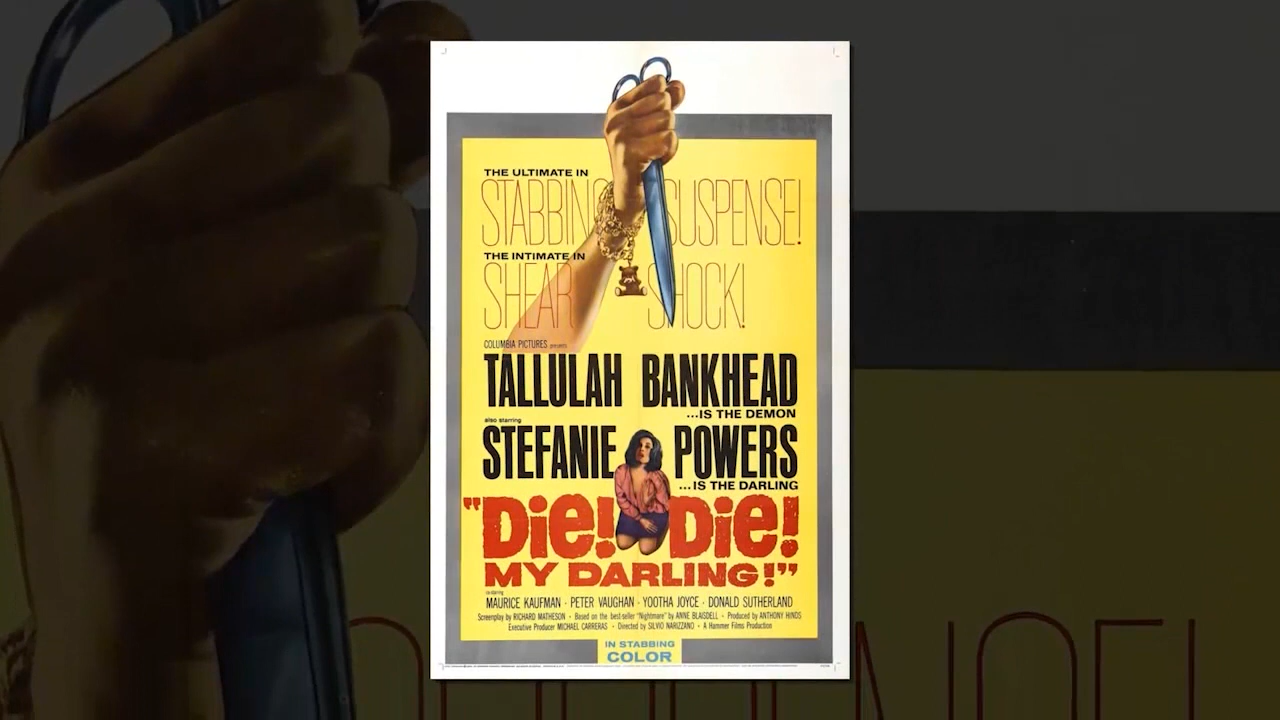 THE ULTIMATE IN
STABBING SUSPENSE!
THE INTIMATE IN
SHEAR SHOCK!
COLUMBIA PICTURES presents
TALLULAH BANKHEAD
...IS THE DEMON
also starring
STEFANIE POWERS
...IS THE DARLING
"Die! Die!
MY DARLING!"
co-starring
MAURICE KAUFMAN · PETER VAUGHAN · YOOTHA JOYCE · DONALD SUTHERLAND
Screenplay by RICHARD MATHESON • Based on the best-seller "Nightmare" by ANNE BLAISDELL • Produced by ANTHONY HINDS
Executive Producer MICHAEL CARRERAS • Directed by SILVIO NARIZZANO • A Hammer Films Production
IN STABBING
COLOR